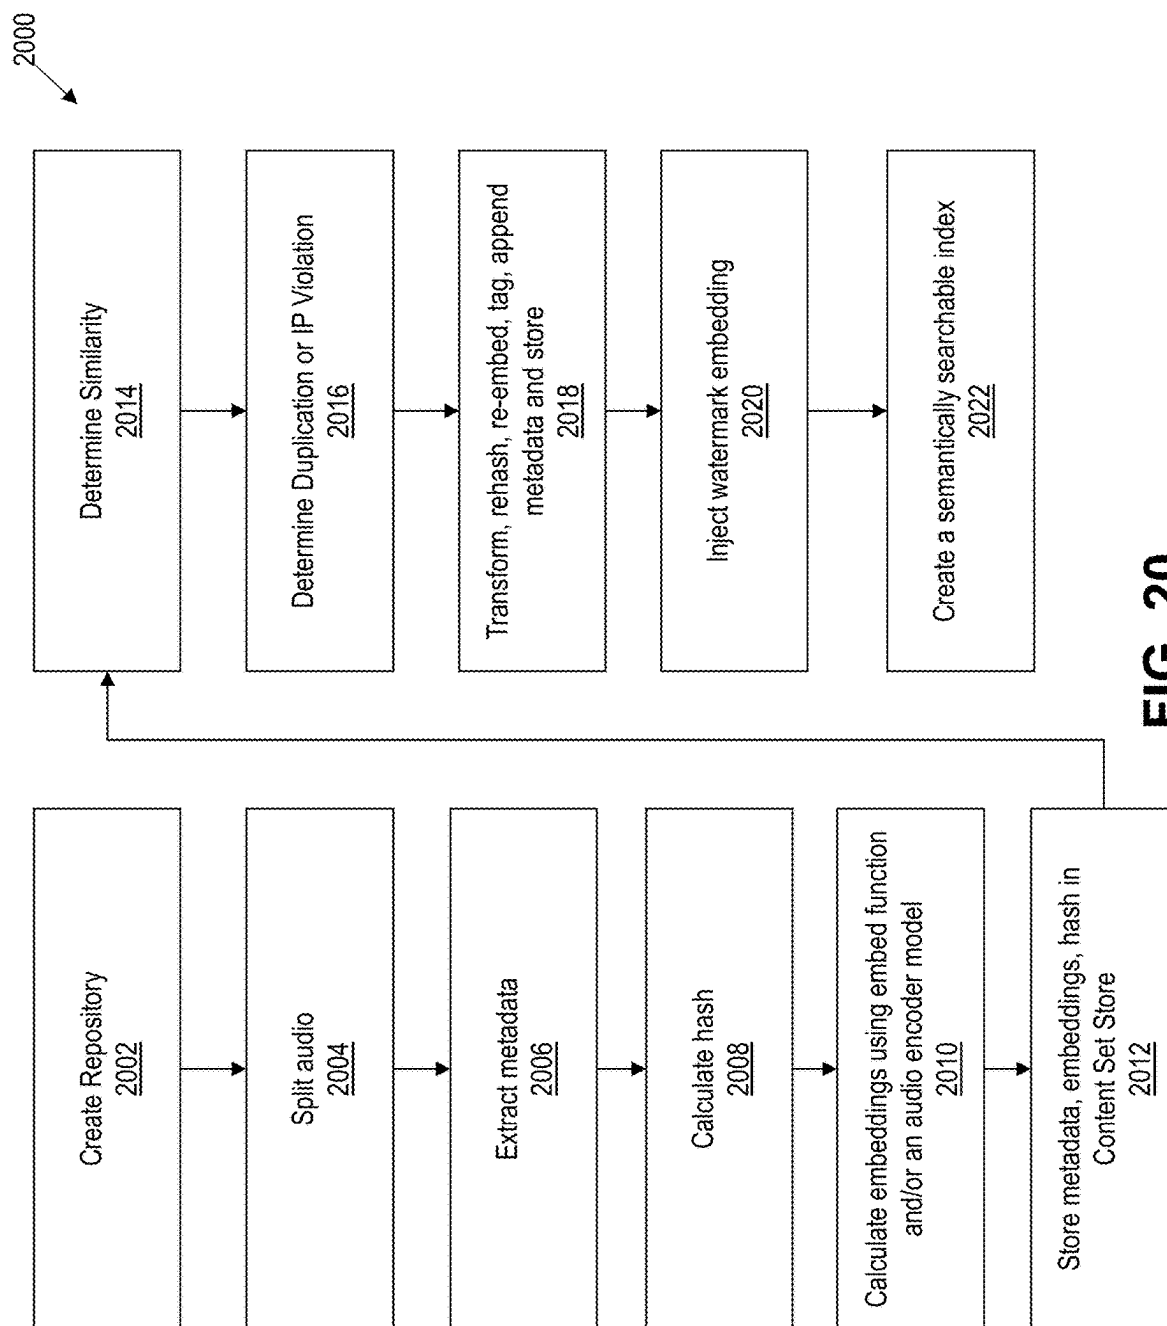 2000
Create Repository
2002
Split audio
2004
Extract metadata
2006
Calculate hash
2008
Calculate embeddings using embed function
and/or an audio encoder model
2010
Store metadata, embeddings, hash in
Content Set Store
2012
Determine Similarity
2014
Determine Duplication or IP Violation
2016
Transform, rehash, re-embed, tag, append
metadata and store
2018
Inject watermark embedding
2020
Create a semantically searchable index
2022
FIG. 20